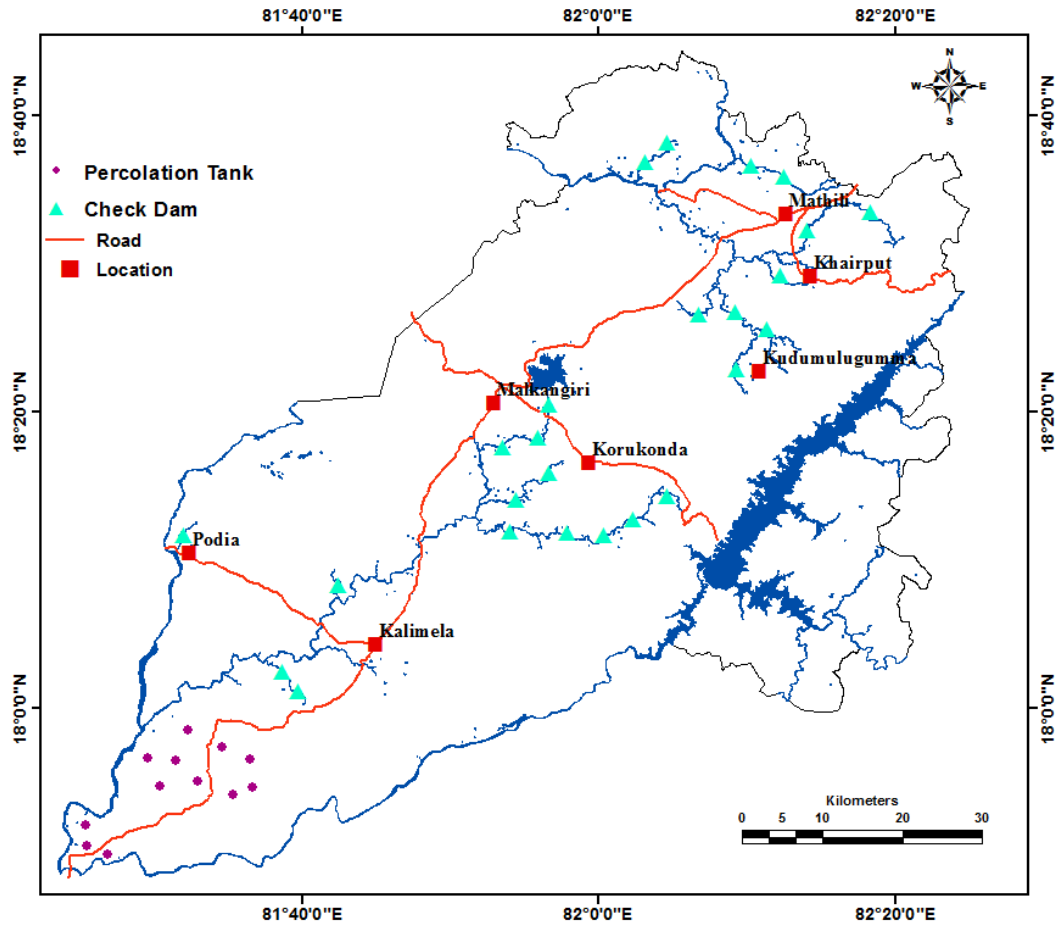 81°40'0"E 82°0'0"E 82°20'0"E
N
W E
S
18°40'0"N 18°40'0"N
Percolation Tank
Check Dam
Road
Location
Mathili
Khairput
Kudumulugumma
18°20'0"N 18°20'0"N
Malkangiri
Korukonda
Podia
Kalimela
18°0'0"N 18°0'0"N
Kilometers
0 5 10 20 30
81°40'0"E 82°0'0"E 82°20'0"E